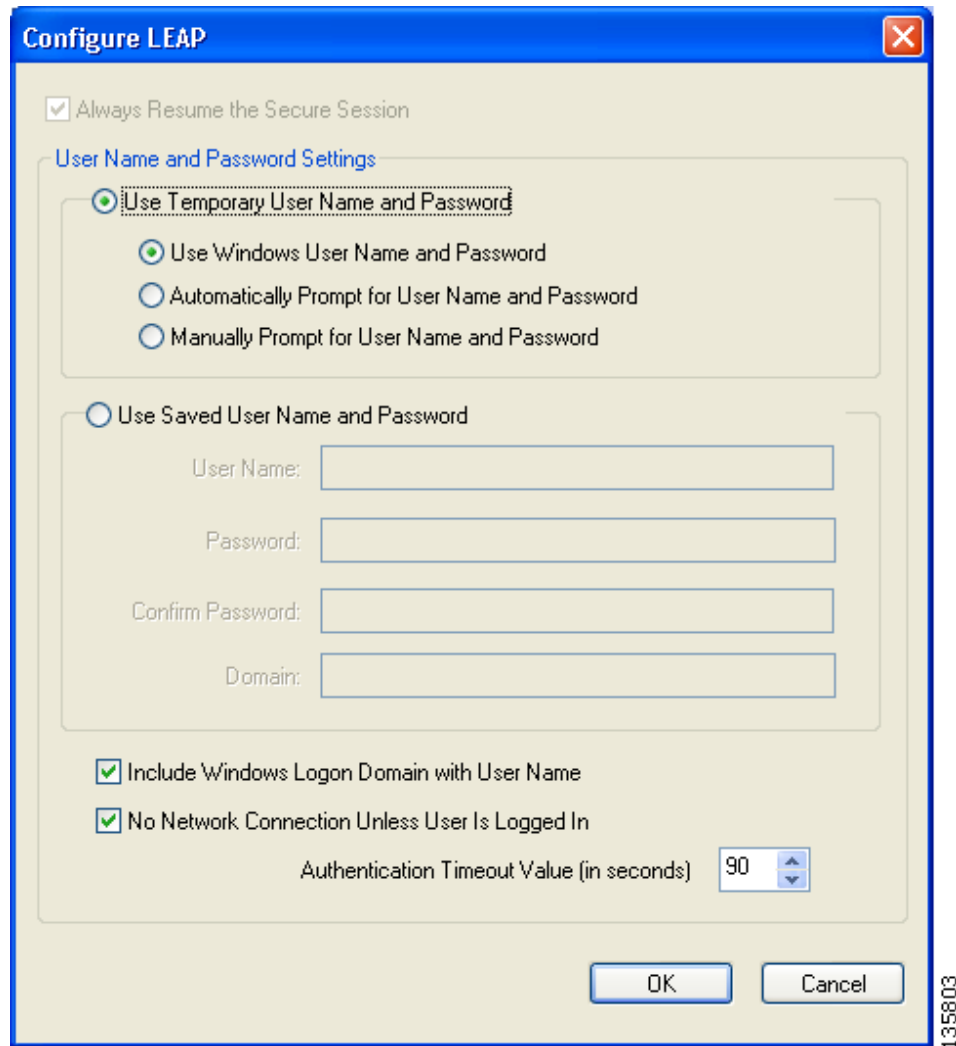 Configure LEAP
Always Resume the Secure Session
User Name and Password Settings
Use Temporary User Name and Password
Use Windows User Name and Password
Automatically Prompt for User Name and Password
Manually Prompt for User Name and Password
Use Saved User Name and Password
User Name:
Password:
Confirm Password:
Domain:
Include Windows Logon Domain with User Name
No Network Connection Unless User Is Logged In
Authentication Timeout Value (in seconds) 90
OK Cancel
135803